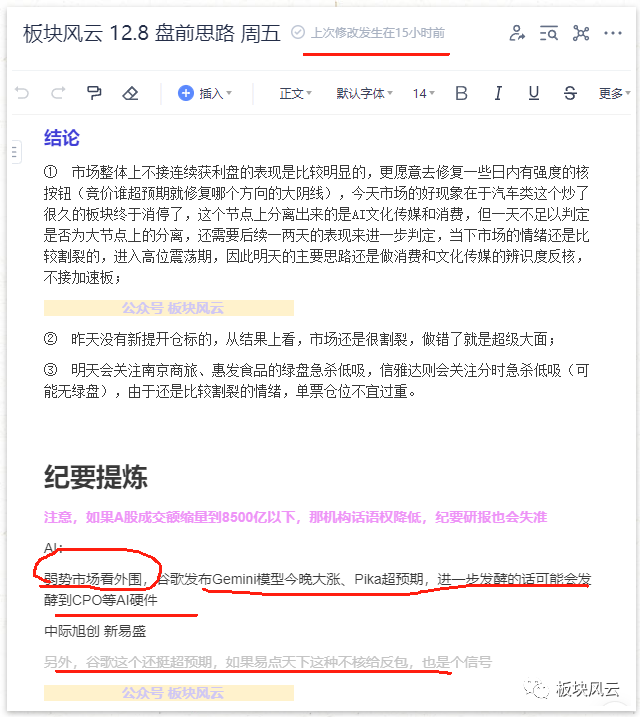 板块风云 12.8 盘前思路 周五 上次修改发生在15小时前
插入 正文 默认字体 14 B I U S 更多
结论
① 市场整体上不接连续获利盘的表现是比较明显的，更愿意去修复一些日内有强度的核
按钮（竞价谁超预期就修复哪个方向的大阴线），今天市场的好现象在于汽车类这个炒了
很久的板块终于消停了，这个节点上分离出来的是AI文化传媒和消费，但一天不足以判定
是否为大节点上的分离，还需要后续一两天的表现来进一步判定，当下市场的情绪还是比
较割裂的，进入高位震荡期，因此明天的主要思路还是做消费和文化传媒的辨识度反核，
不接加速板；
公众号 板块风云
② 昨天没有新提开仓标的，从结果上看，市场还是很割裂，做错了就是超级大面；
③ 明天会关注南京商旅、惠发食品的绿盘急杀低吸，信雅达则会关注分时急杀低吸（可
能无绿盘），由于还是比较割裂的情绪，单票仓位不宜过重。
纪要提炼
注意，如果A股成交额缩量到8500亿以下，那机构话语权降低，纪要研报也会失准
AI：
弱势市场看外围，谷歌发布Gemini模型今晚大涨、Pika超预期，进一步发酵的话可能会发
酵到CPO等AI硬件
中际旭创 新易盛
另外，谷歌这个还挺超预期，如果易点天下这种不核给反包，也是个信号
公众号 板块风云
板块风云